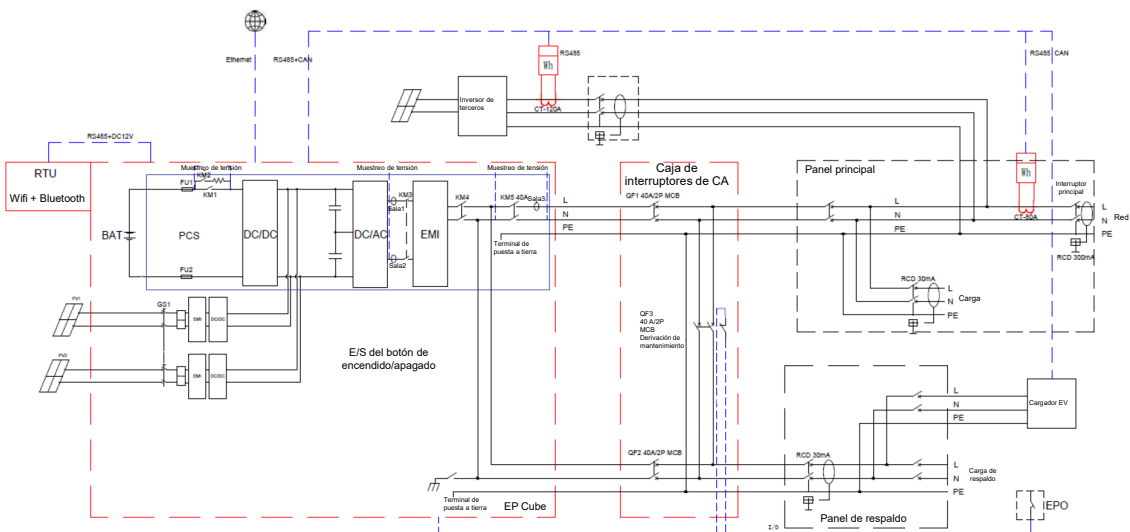 Ethernet
RS485+CAN
RS485
Wh
RS485
CAN
Inversor de
terceros
CT-120A
RS485+DC12V
RTU
Wifi + Bluetooth
Muestreo de tensión
Muestreo de tensión
Muestreo de tensión
Caja de
interruptores de CA
Panel principal
Wh
Interruptor
principal
KM2
FU1
KM1
KM3
Sala1
KM4
KM5 40A
Sala3
L
QF1 40A/2P MCB
L
L
N
N
N
CT-80A
Red
PE
PE
PE
BAT
PCS
DC/DC
DC/AC
EMI
Terminal de
puesta a tierra
Sala2
FU2
RCD 300mA
RCD 30mA
L
N
Carga
PE
PV1
GS1
EMI
DC/DC
PV2
EMI
DC/DC
E/S del botón de
encendido/apagado
QF3
40 A/2P
MCB
Derivación de
mantenimiento
L
N
PE
Cargador EV
QF2 40A/2P MCB
RCD 30mA
L
N
Carga de
respaldo
PE
Terminal de
puesta a tierra
EP Cube
Panel de respaldo
I/0
EPO